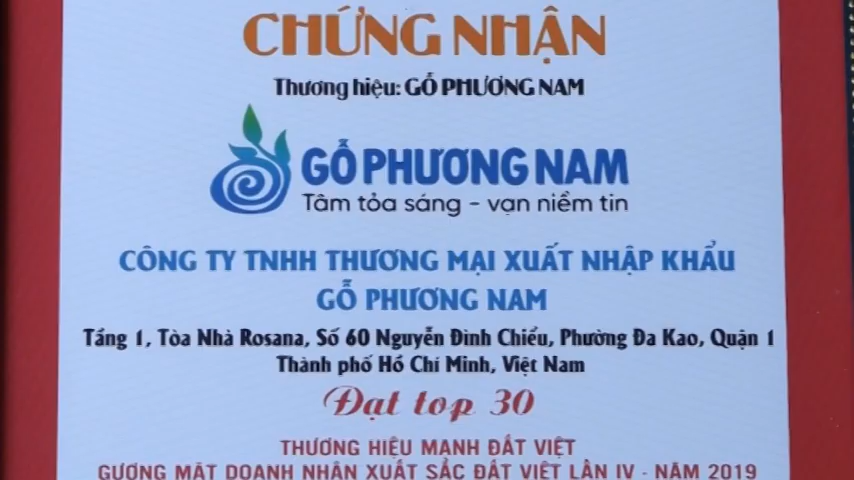 CHỨNG NHẬN
Thương hiệu: GỖ PHƯƠNG NAM
GỖ PHƯƠNG NAM
Tâm tỏa sáng - vạn niềm tin
CÔNG TY TNHH THƯƠNG MẠI XUẤT NHẬP KHẨU
GỖ PHƯƠNG NAM
Tầng 1, Tòa Nhà Rosana, Số 60 Nguyễn Đình Chiểu, Phường Đa Kao, Quận 1
Thành phố Hồ Chí Minh, Việt Nam
Đạt top 30
THƯƠNG HIỆU MẠNH ĐẤT VIỆT
GƯƠNG MẶT DOANH NHÂN XUẤT SẮC ĐẤT VIỆT LẦN IV - NĂM 2019